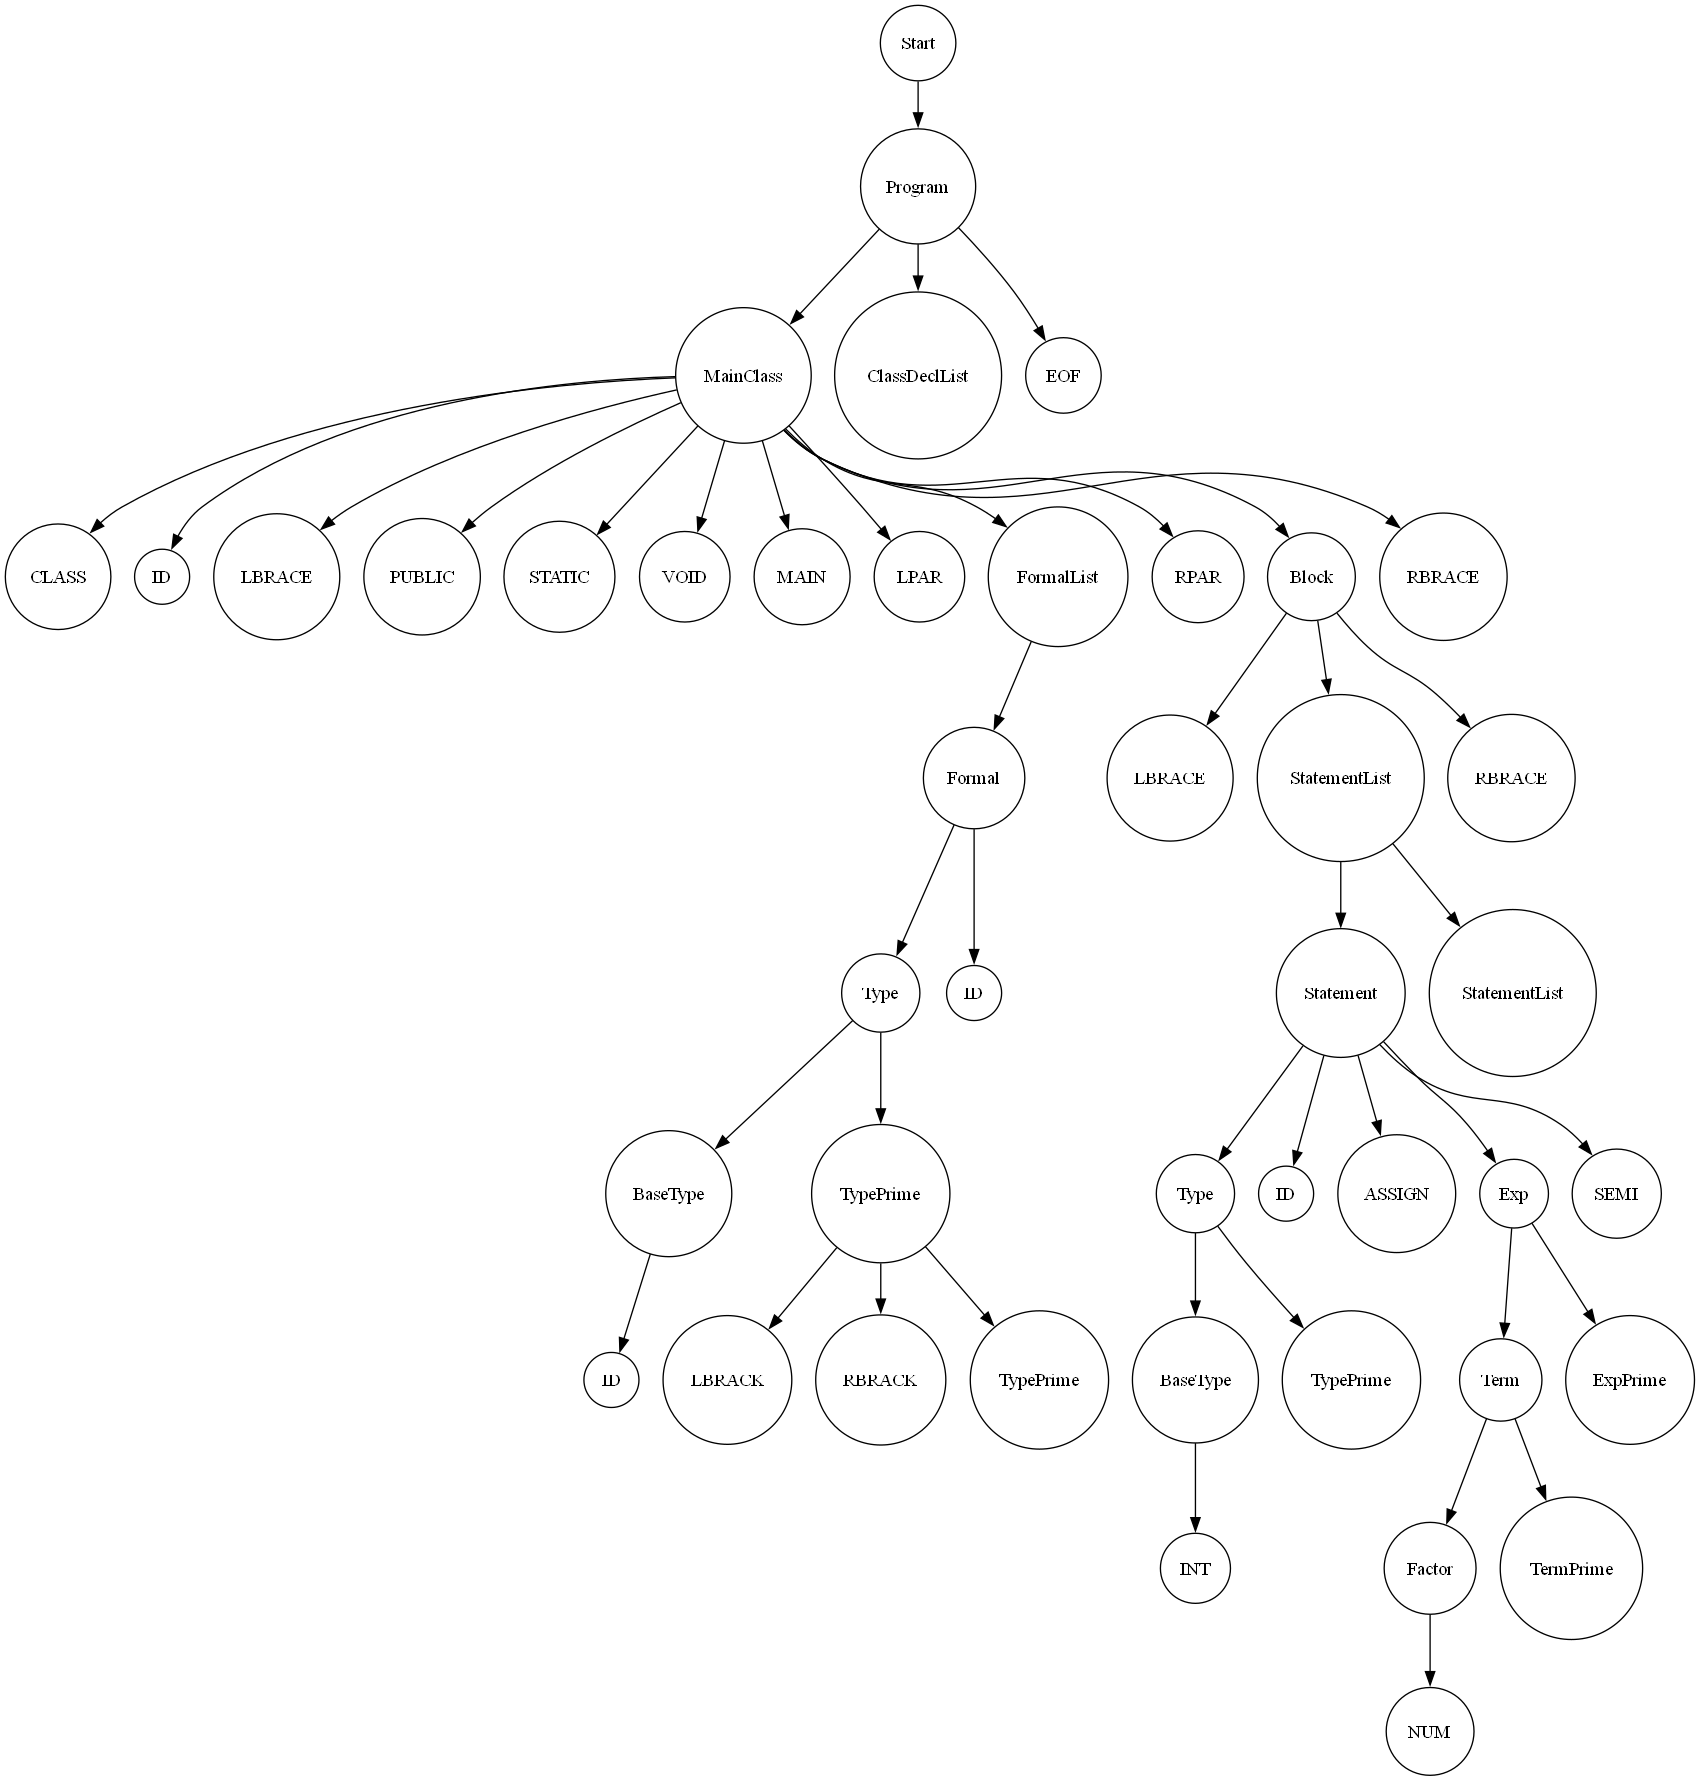 Start
Program
MainClass
ClassDeclList
EOF
CLASS
ID
LBRACE
PUBLIC
STATIC
VOID
MAIN
LPAR
FormalList
RPAR
Block
RBRACE
Formal
LBRACE
StatementList
RBRACE
Type
ID
Statement
StatementList
BaseType
TypePrime
Type
ID
ASSIGN
Exp
SEMI
ID
LBRACK
RBRACK
TypePrime
BaseType
TypePrime
Term
ExpPrime
INT
Factor
TermPrime
NUM